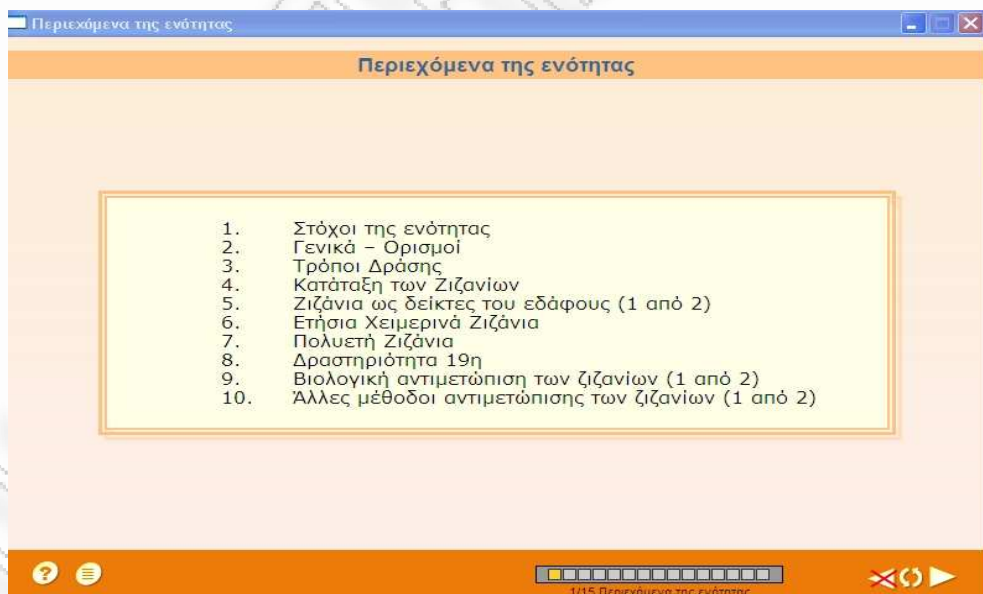 Περιεχόμενα της ενότητας
Περιεχόμενα της ενότητας
1. Στόχοι της ενότητας
2. Γενικά – Ορισμοί
3. Τρόποι Δράσης
4. Κατάταξη των Ζιζανίων
5. Ζιζάνια ως δείκτες του εδάφους (1 από 2)
6. Ετήσια Χειμερινά Ζιζάνια
7. Πολυετή Ζιζάνια
8. Δραστηριότητα 19η
9. Βιολογική αντιμετώπιση των ζιζανίων (1 από 2)
10. Άλλες μέθοδοι αντιμετώπισης των ζιζανίων (1 από 2)
?
1/15 Περιεχόμενα της ενότητας